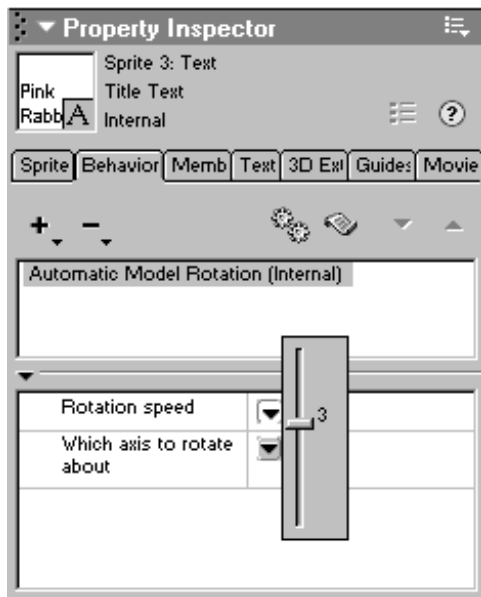 Property Inspector
Sprite 3: Text
Pink
Title Text
Rabb A
Internal
?
Sprite Behavior Memb Text 3D Ext Guides Movie
Automatic Model Rotation (Internal)
Rotation speed
3
Which axis to rotate
about